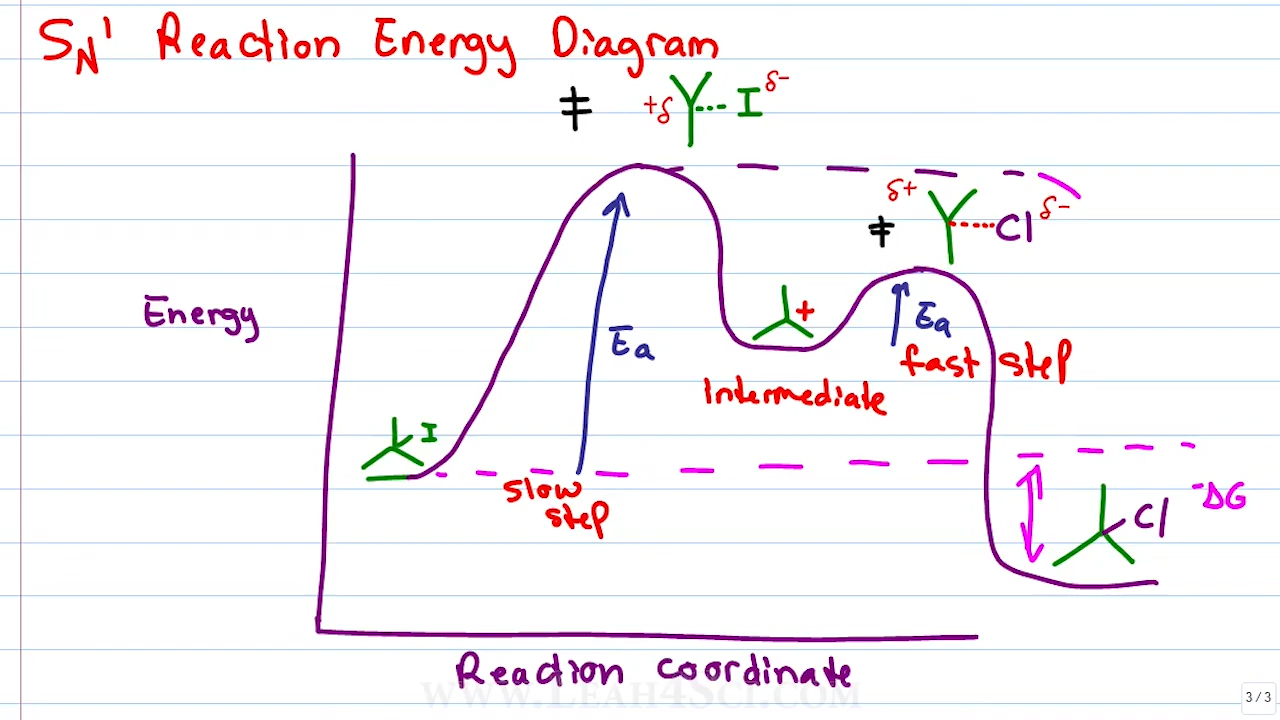 SN1 Reaction Energy Diagram
‡ +δ I δ-
δ+ ‡ Cl δ-
Energy
Ea
+
Ea
fast step
Intermediate
I
slow
step
-ΔG
Cl
Reaction coordinate
www.Leah4Sci.com
3 / 3